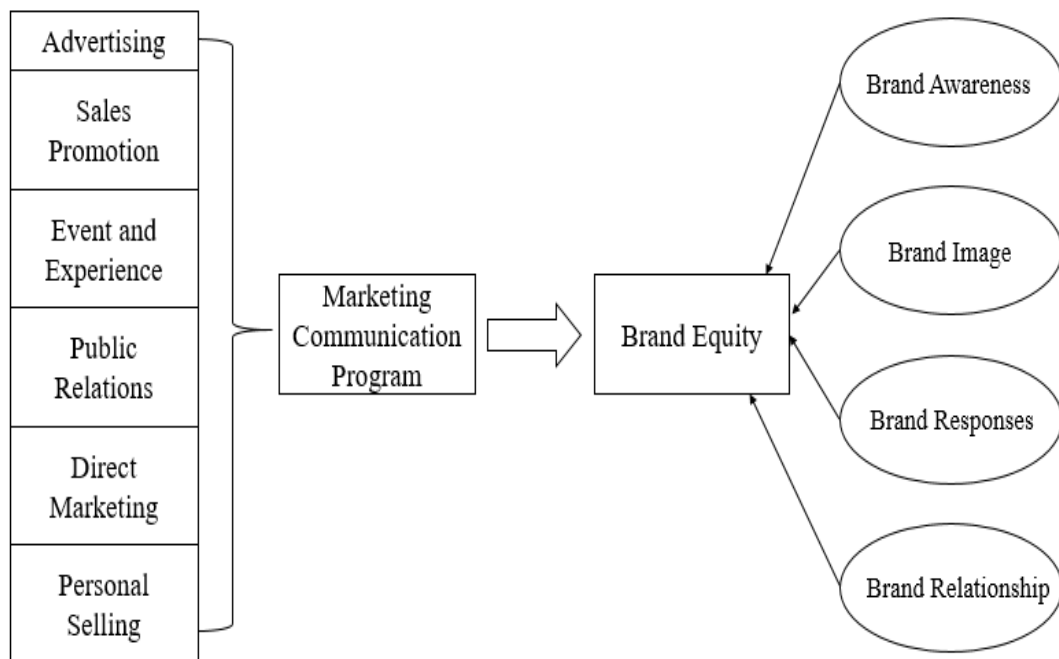 Advertising
Sales
Promotion
Event and
Experience
Public
Relations
Direct
Marketing
Personal
Selling
Marketing
Communication
Program
Brand Equity
Brand Awareness
Brand Image
Brand Responses
Brand Relationship